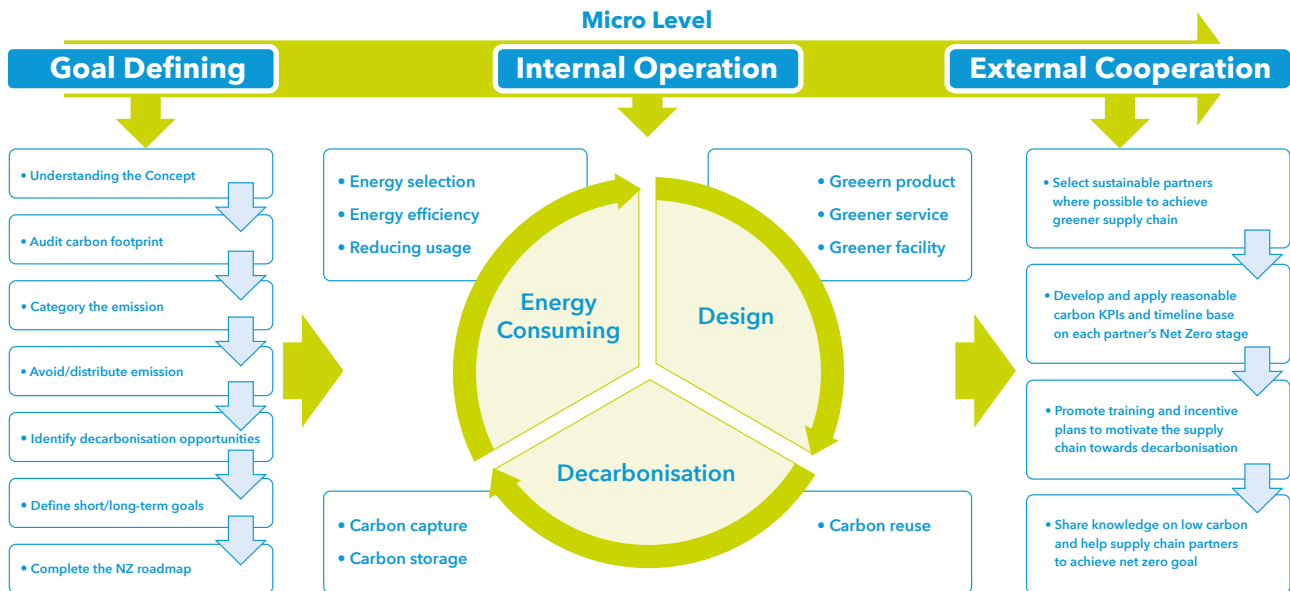 Micro Level
Goal Defining
Internal Operation
External Cooperation
• Understanding the Concept
• Audit carbon footprint
• Category the emission
• Avoid/distribute emission
• Identify decarbonisation opportunities
• Define short/long-term goals
• Complete the NZ roadmap
• Energy selection
• Energy efficiency
• Reducing usage
• Greeern product
• Greener service
• Greener facility
Energy
Consuming
Design
Decarbonisation
• Carbon capture
• Carbon storage
• Carbon reuse
• Select sustainable partners
where possible to achieve
greener supply chain
• Develop and apply reasonable
carbon KPIs and timeline base
on each partner's Net Zero stage
• Promote training and incentive
plans to motivate the supply
chain towards decarbonisation
• Share knowledge on low carbon
and help supply chain partners
to achieve net zero goal